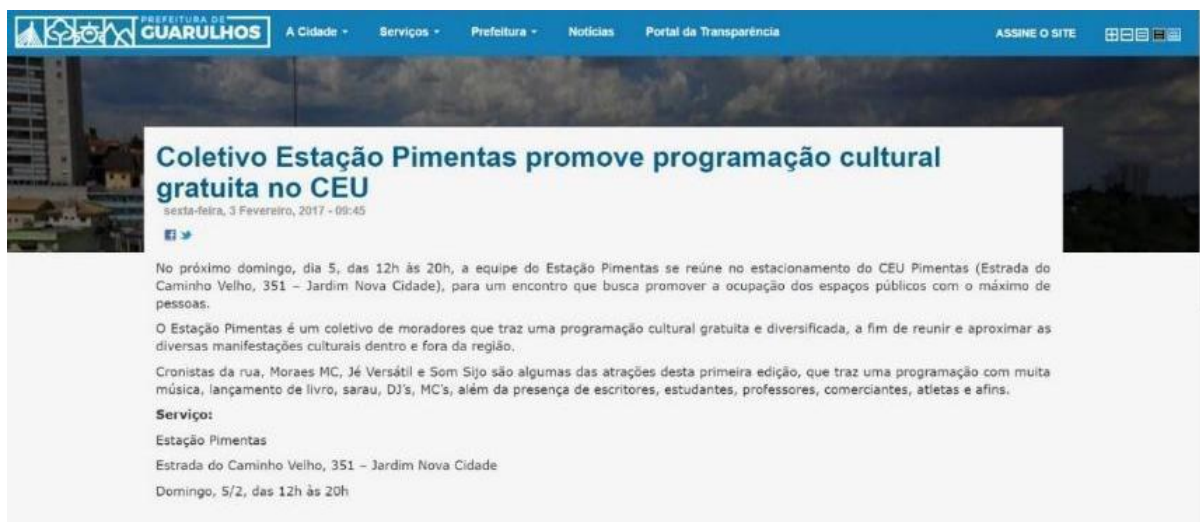 PREFEITURA DE
GUARULHOS
A Cidade
Serviços
Prefeitura
Notícias
Portal da Transparência
ASSINE O SITE
Coletivo Estação Pimentas promove programação cultural
gratuita no CEU
sexta-feira, 3 Fevereiro, 2017 - 09:45
No próximo domingo, dia 5, das 12h às 20h, a equipe do Estação Pimentas se reúne no estacionamento do CEU Pimentas (Estrada do
Caminho Velho, 351 – Jardim Nova Cidade), para um encontro que busca promover a ocupação dos espaços públicos com o máximo de
pessoas.
O Estação Pimentas é um coletivo de moradores que traz uma programação cultural gratuita e diversificada, a fim de reunir e aproximar as
diversas manifestações culturais dentro e fora da região.
Cronistas da rua, Moraes MC, Jé Versátil e Som Sijo são algumas das atrações desta primeira edição, que traz uma programação com muita
música, lançamento de livro, sarau, DJ's, MC's, além da presença de escritores, estudantes, professores, comerciantes, atletas e afins.
Serviço:
Estação Pimentas
Estrada do Caminho Velho, 351 – Jardim Nova Cidade
Domingo, 5/2, das 12h às 20h